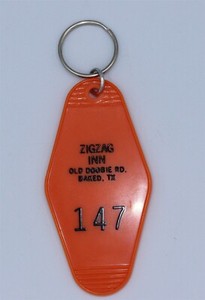 ZIGZAG
INN
OLD DOOBIE RD.
BAKED, TX
147